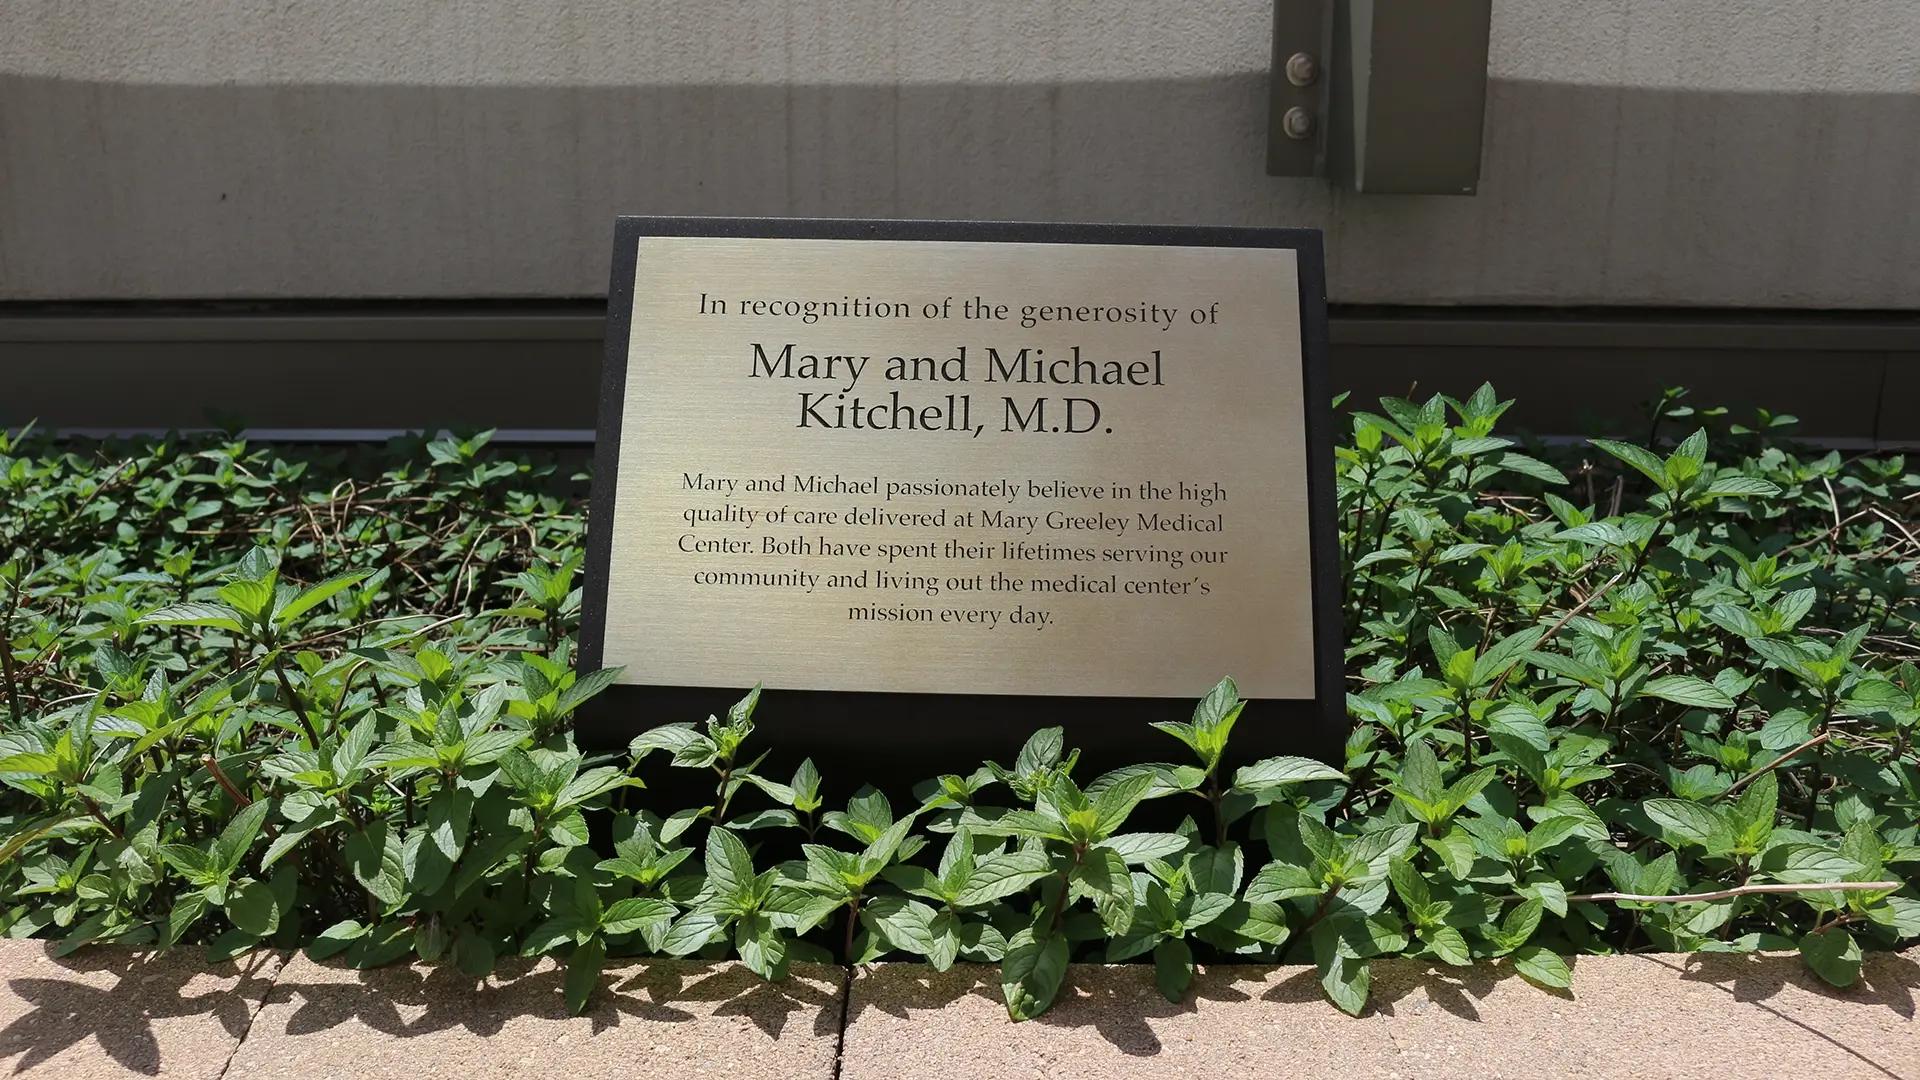 In recognition of the generosity of
Mary and Michael
Kitchell, M.D.
Mary and Michael passionately believe in the high
quality of care delivered at Mary Greeley Medical
Center. Both have spent their lifetimes serving our
community and living out the medical center's
mission every day.